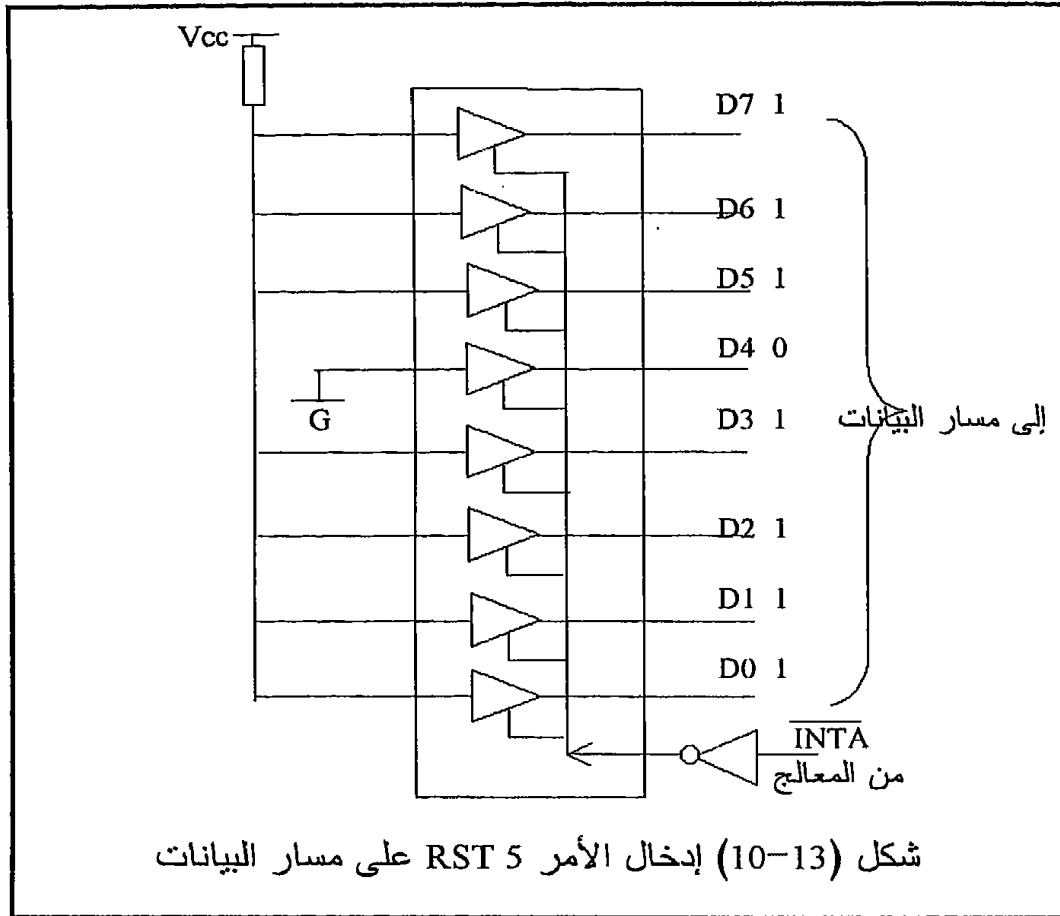 Vcc
D7 1
D6 1
D5 1
D4 0
G
D3 1
إلى مسار البيانات
D2 1
D1 1
D0 1
INTA
من المعالج
شكل (13-10) إدخال الأمر RST 5 على مسار البيانات